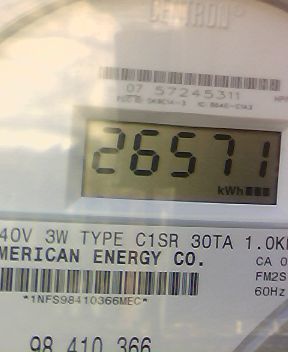 CENTRON®
07 57245311
26571
kWh
40V 3W TYPE C1SR 30TA 1.0K
MERICAN ENERGY CO.
CA 0
FM2S
*1NFS98410366MEC*
60Hz
98 410 366